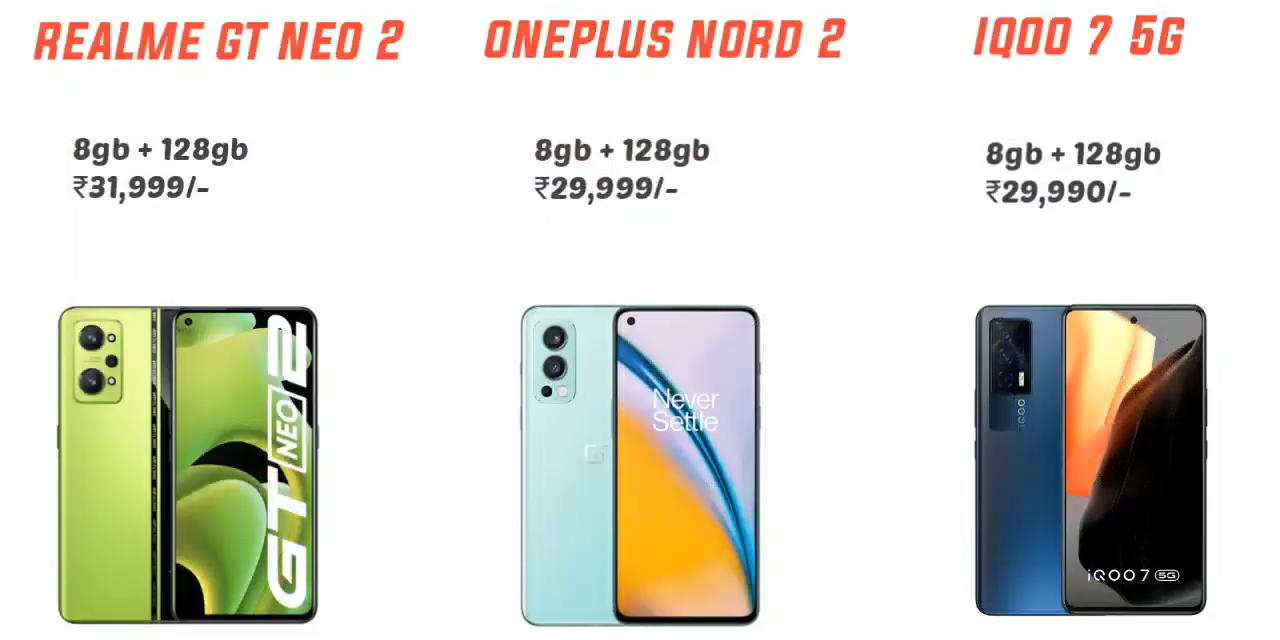 REALME GT NEO 2
ONEPLUS NORD 2
IQOO 7 5G
8gb + 128gb
₹31,999/-
8gb + 128gb
₹29,999/-
8gb + 128gb
₹29,990/-
GT NEO 2
Never
Settle
iQOO
iQOO 7 5G